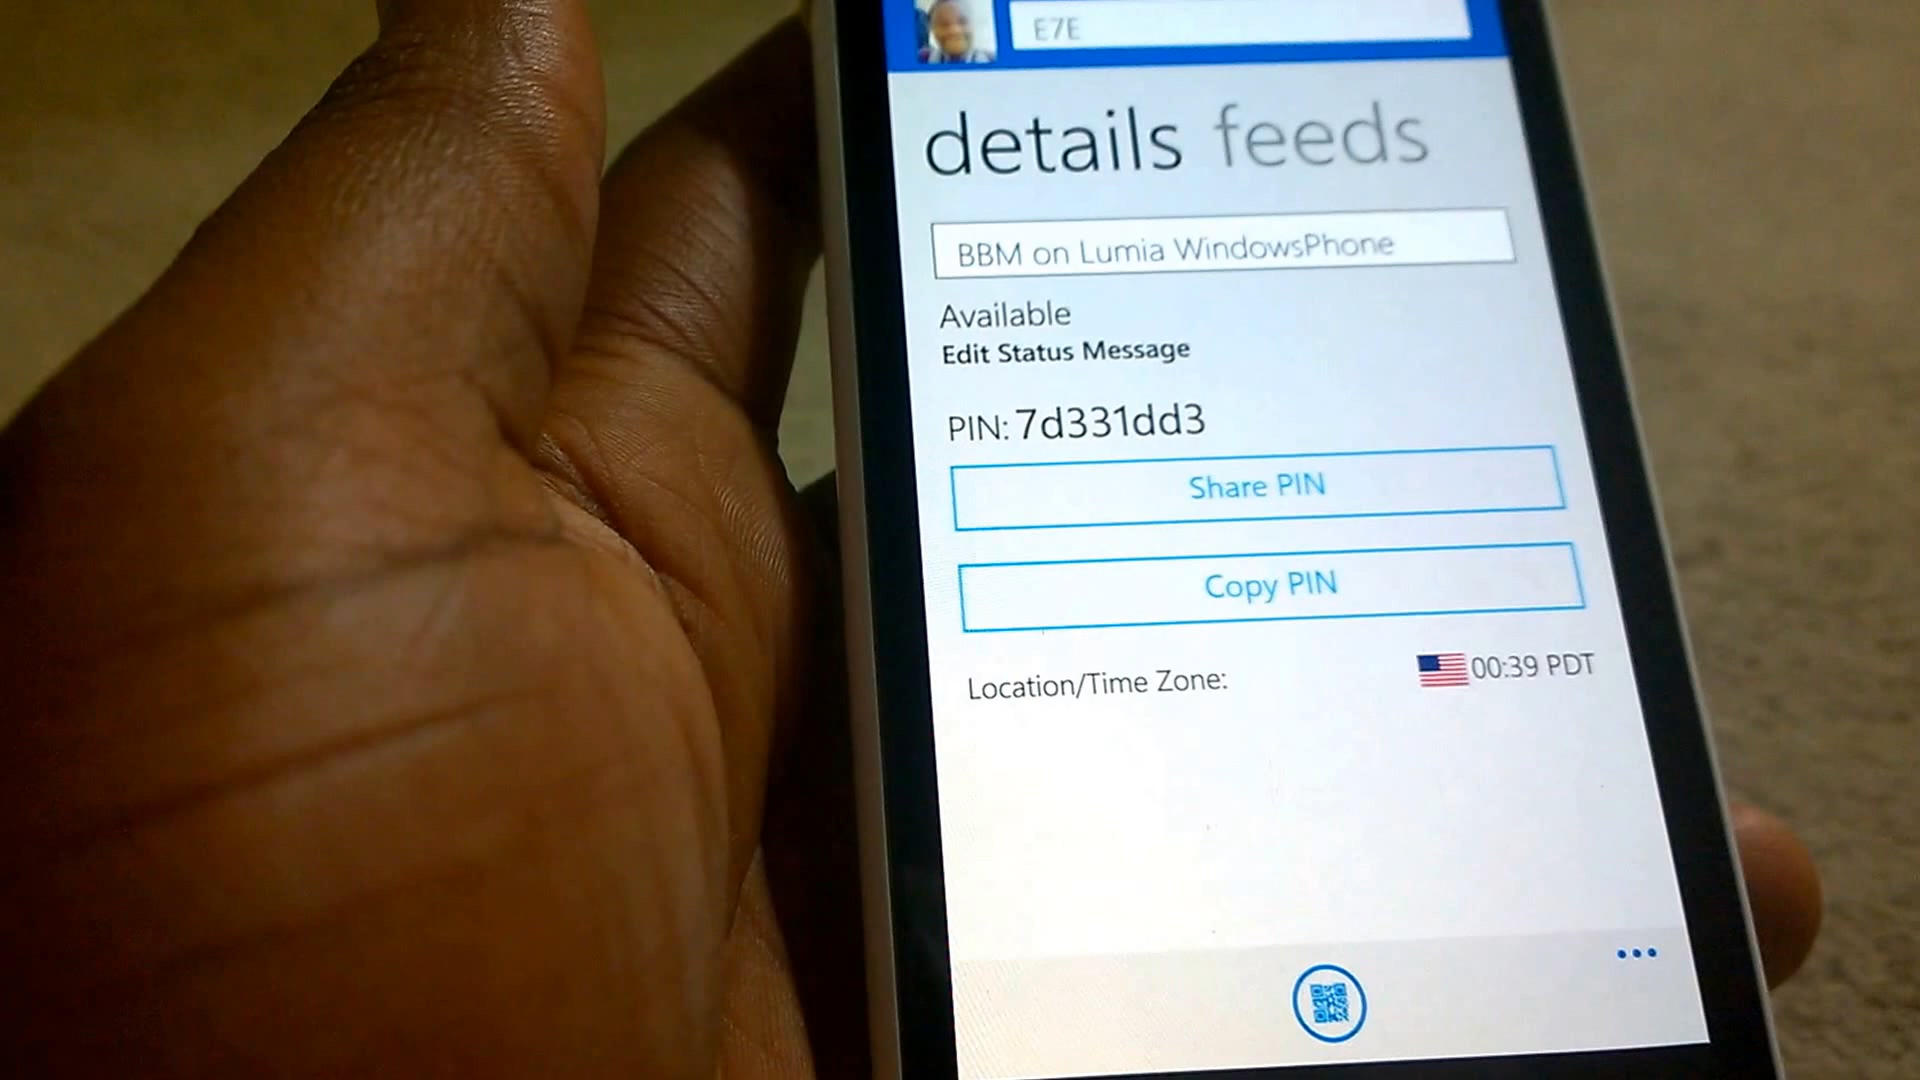 E7E
details feeds
BBM on Lumia WindowsPhone
Available
Edit Status Message
PIN: 7d331dd3
Share PIN
Copy PIN
Location/Time Zone: 00:39 PDT